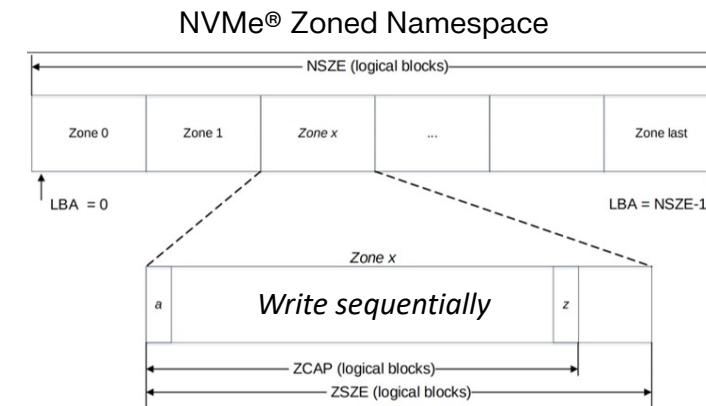 NVMe® Zoned Namespace
NSZE (logical blocks)
Zone 0 Zone 1 Zone x ... Zone last
LBA = 0 LBA = NSZE-1
Zone x
a Write sequentially z
ZCAP (logical blocks)
ZSZE (logical blocks)